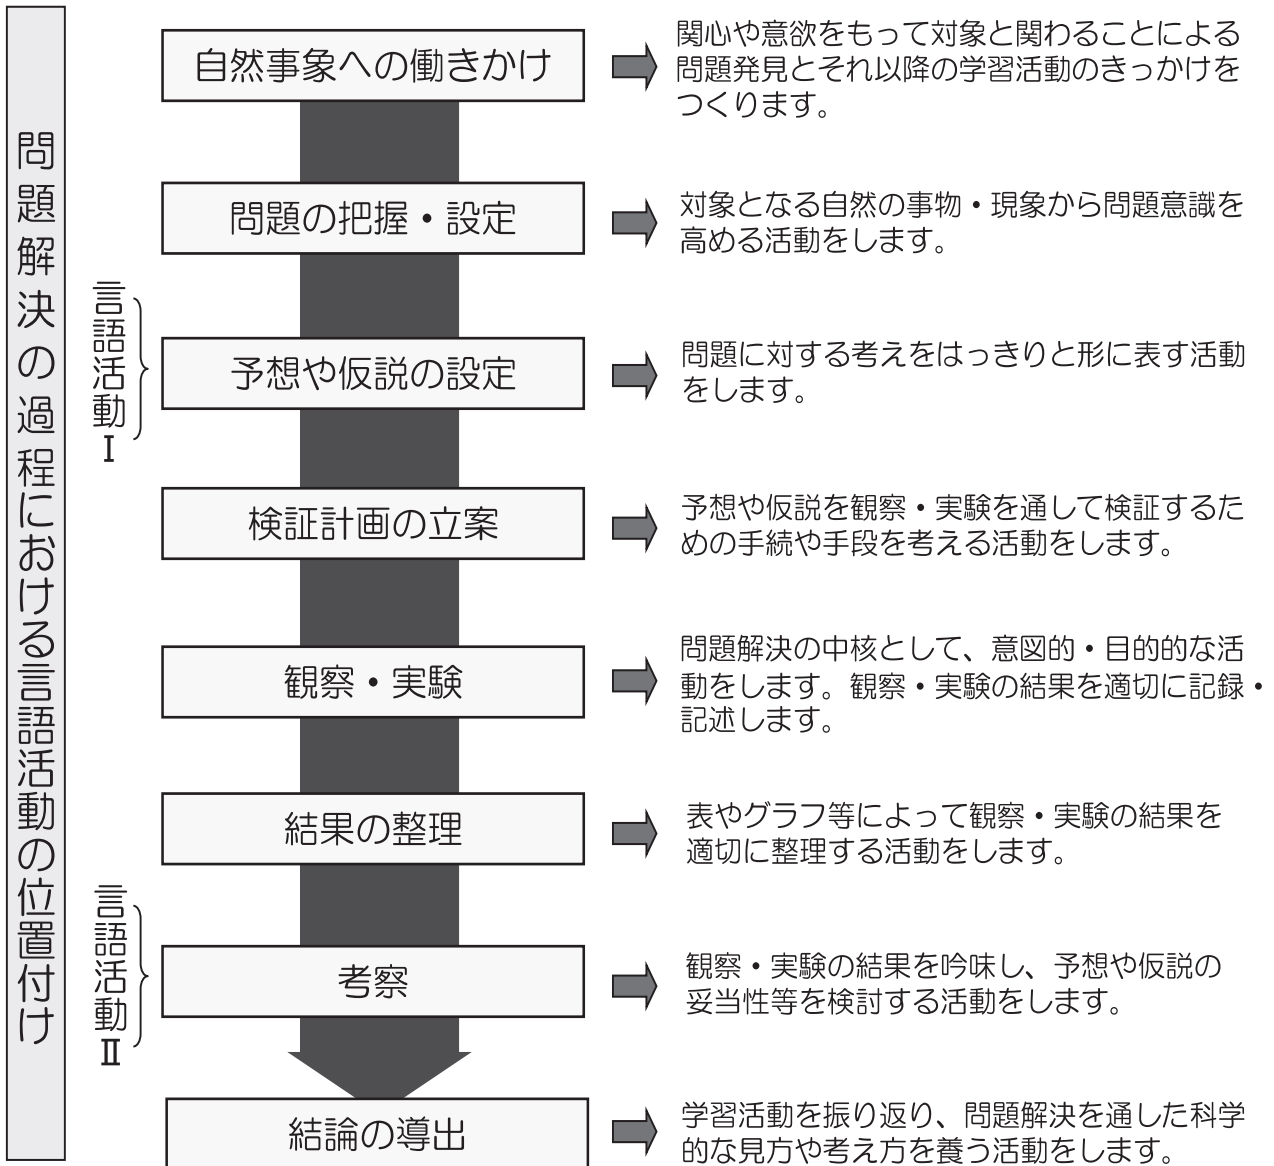 問題解決の過程における言語活動の位置付け
自然事象への働きかけ
関心や意欲をもって対象と関わることによる
問題発見とそれ以降の学習活動のきっかけを
つくります。
問題の把握・設定
対象となる自然の事物・現象から問題意識を
高める活動をします。
言語活動Ⅰ
予想や仮説の設定
問題に対する考えをはっきりと形に表す活動
をします。
検証計画の立案
予想や仮説を観察・実験を通して検証するた
めの手続や手段を考える活動をします。
観察・実験
問題解決の中核として、意図的・目的的な活
動をします。観察・実験の結果を適切に記録・
記述します。
結果の整理
表やグラフ等によって観察・実験の結果を
適切に整理する活動をします。
言語活動Ⅱ
考察
観察・実験の結果を吟味し、予想や仮説の
妥当性等を検討する活動をします。
結論の導出
学習活動を振り返り、問題解決を通した科学
的な見方や考え方を養う活動をします。